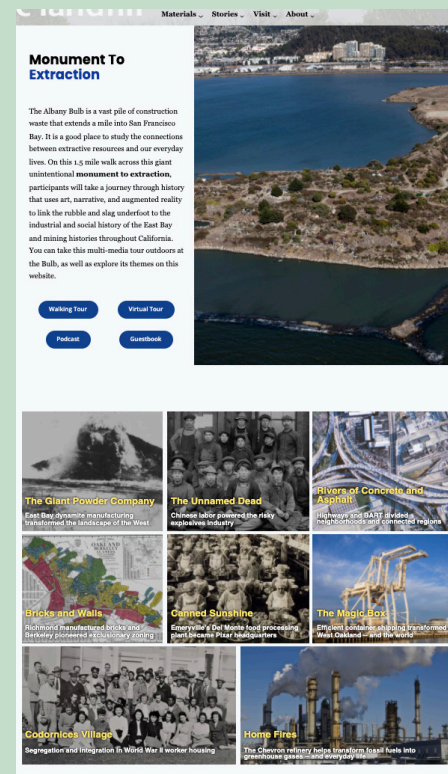 e landfill
Materials Stories Visit About
Monument To
Extraction
The Albany Bulb is a vast pile of construction
waste that extends a mile into San Francisco
Bay. It is a good place to study the connections
between extractive resources and our everyday
lives. On this 1.5 mile walk across this giant
unintentional monument to extraction,
participants will take a journey through history
that uses art, narrative, and augmented reality
to link the rubble and slag underfoot to the
industrial and social history of the East Bay
and mining histories throughout California.
You can take this multi-media tour outdoors at
the Bulb, as well as explore its themes on this
website.
Walking Tour
Virtual Tour
Podcast
Guestbook
The Giant Powder Company
East Bay dynamite manufacturing
transformed the landscape of the West
The Unnamed Dead
Chinese labor powered the risky
explosives industry
Rivers of Concrete and
Asphalt
Highways and BART divided
neighborhoods and connected regions
Bricks and Walls
Richmond manufactured bricks and
Berkeley pioneered exclusionary zoning
Canned Sunshine
Emeryville's Del Monte food processing
plant became Pixar headquarters
The Magic Box
Efficient container shipping transformed
West Oakland – and the world
Codornices Village
Segregation and Integration in World War II worker housing
Home Fires
The Chevron refinery helps transform fossil fuels into
greenhouse gases – and everyday life